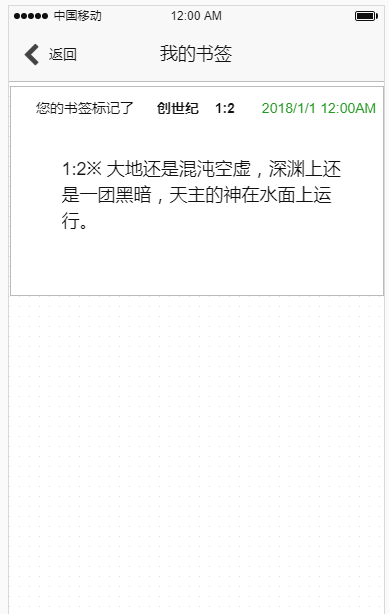 中国移动 12:00 AM
返回 我的书签
您的书签标记了 创世纪 1:2 2018/1/1 12:00AM
1:2※ 大地还是混沌空虚，深渊上还
是一团黑暗，天主的神在水面上运
行。